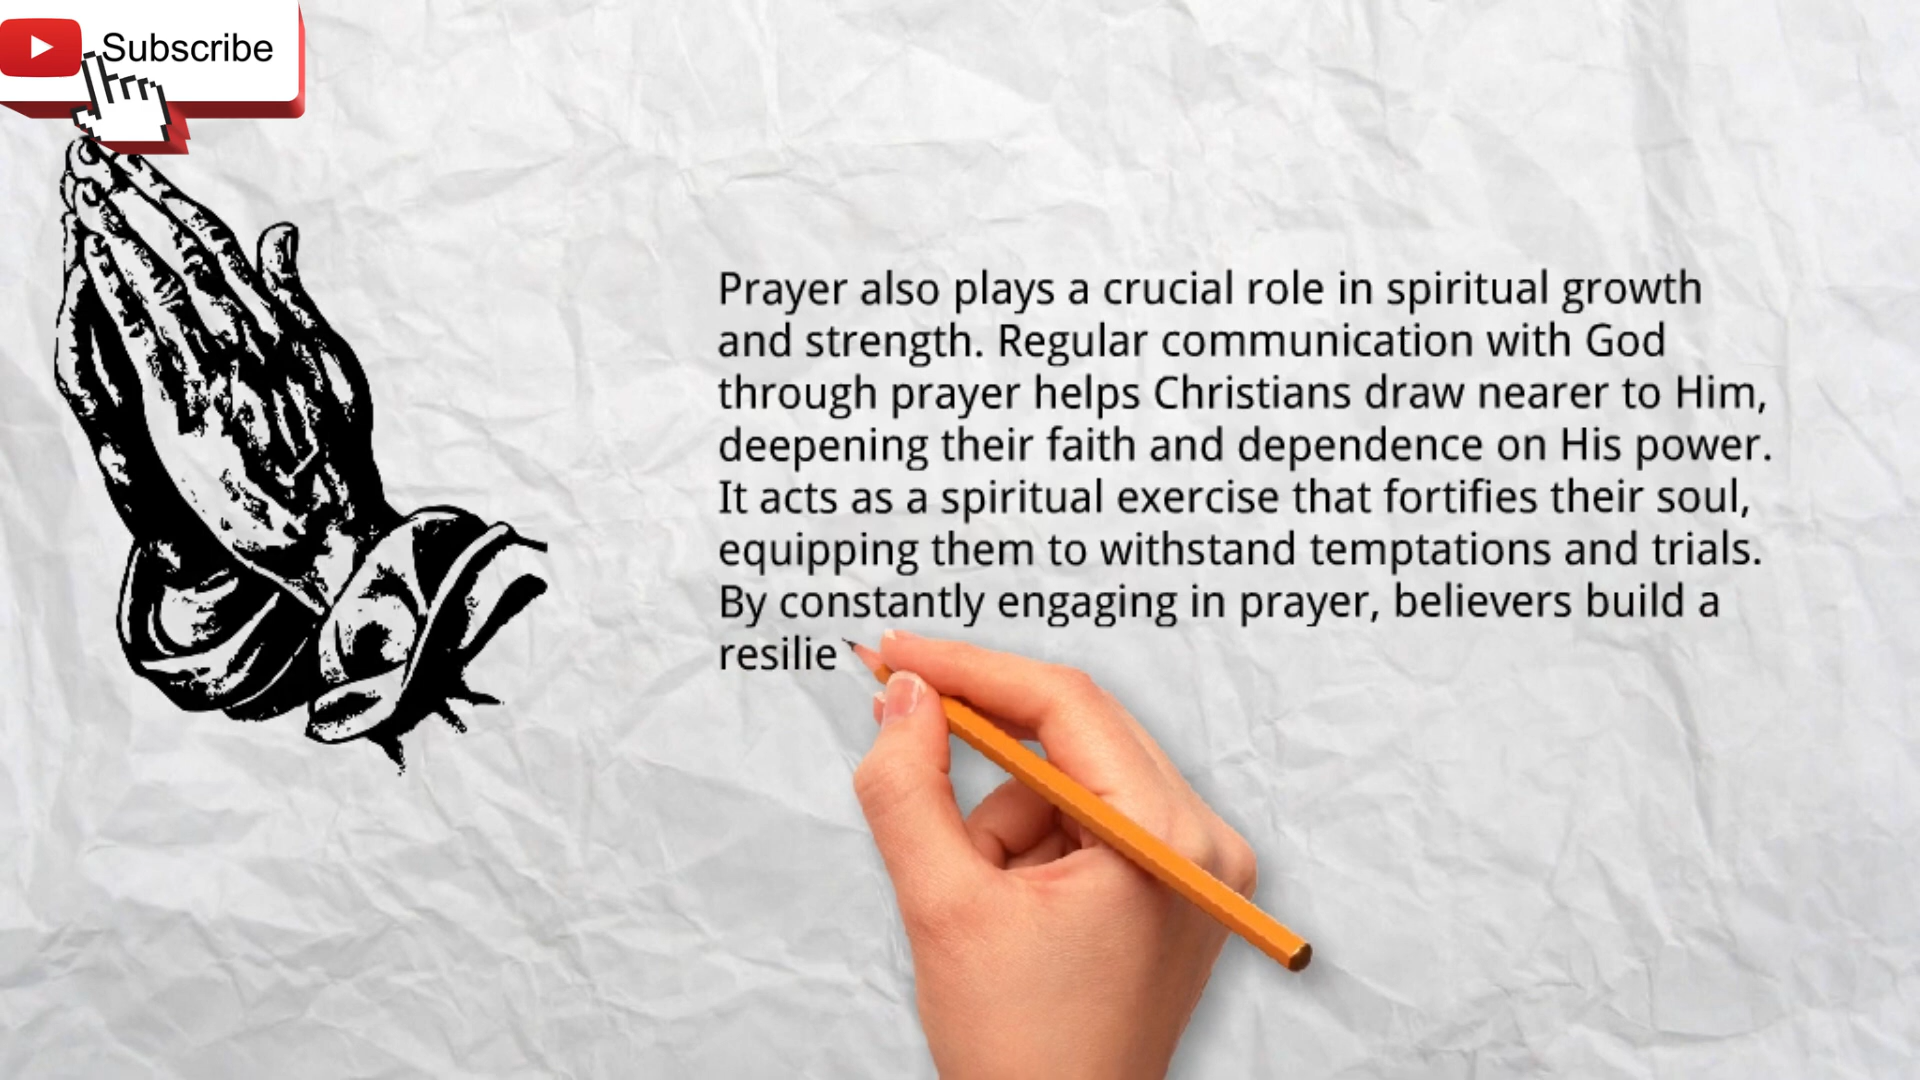 Subscribe
Prayer also plays a crucial role in spiritual growth
and strength. Regular communication with God
through prayer helps Christians draw nearer to Him,
deepening their faith and dependence on His power.
It acts as a spiritual exercise that fortifies their soul,
equipping them to withstand temptations and trials.
By constantly engaging in prayer, believers build a
resilie